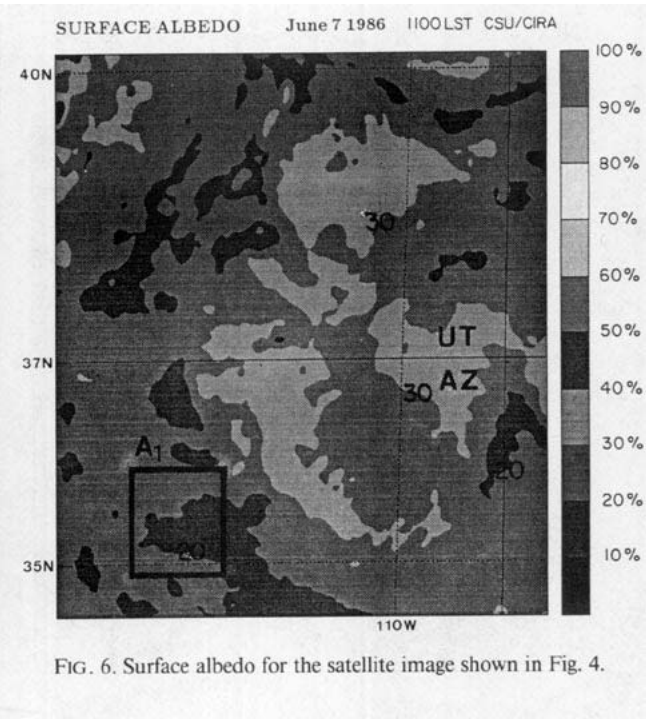 SURFACE ALBEDO June 7 1986 1100 LST CSU/CIRA
100%
40N
90%
80%
30
70%
60%
UT
50%
37N
AZ
30
40%
A1
30%
20
20%
20
10%
35N
110W
FIG. 6. Surface albedo for the satellite image shown in Fig. 4.